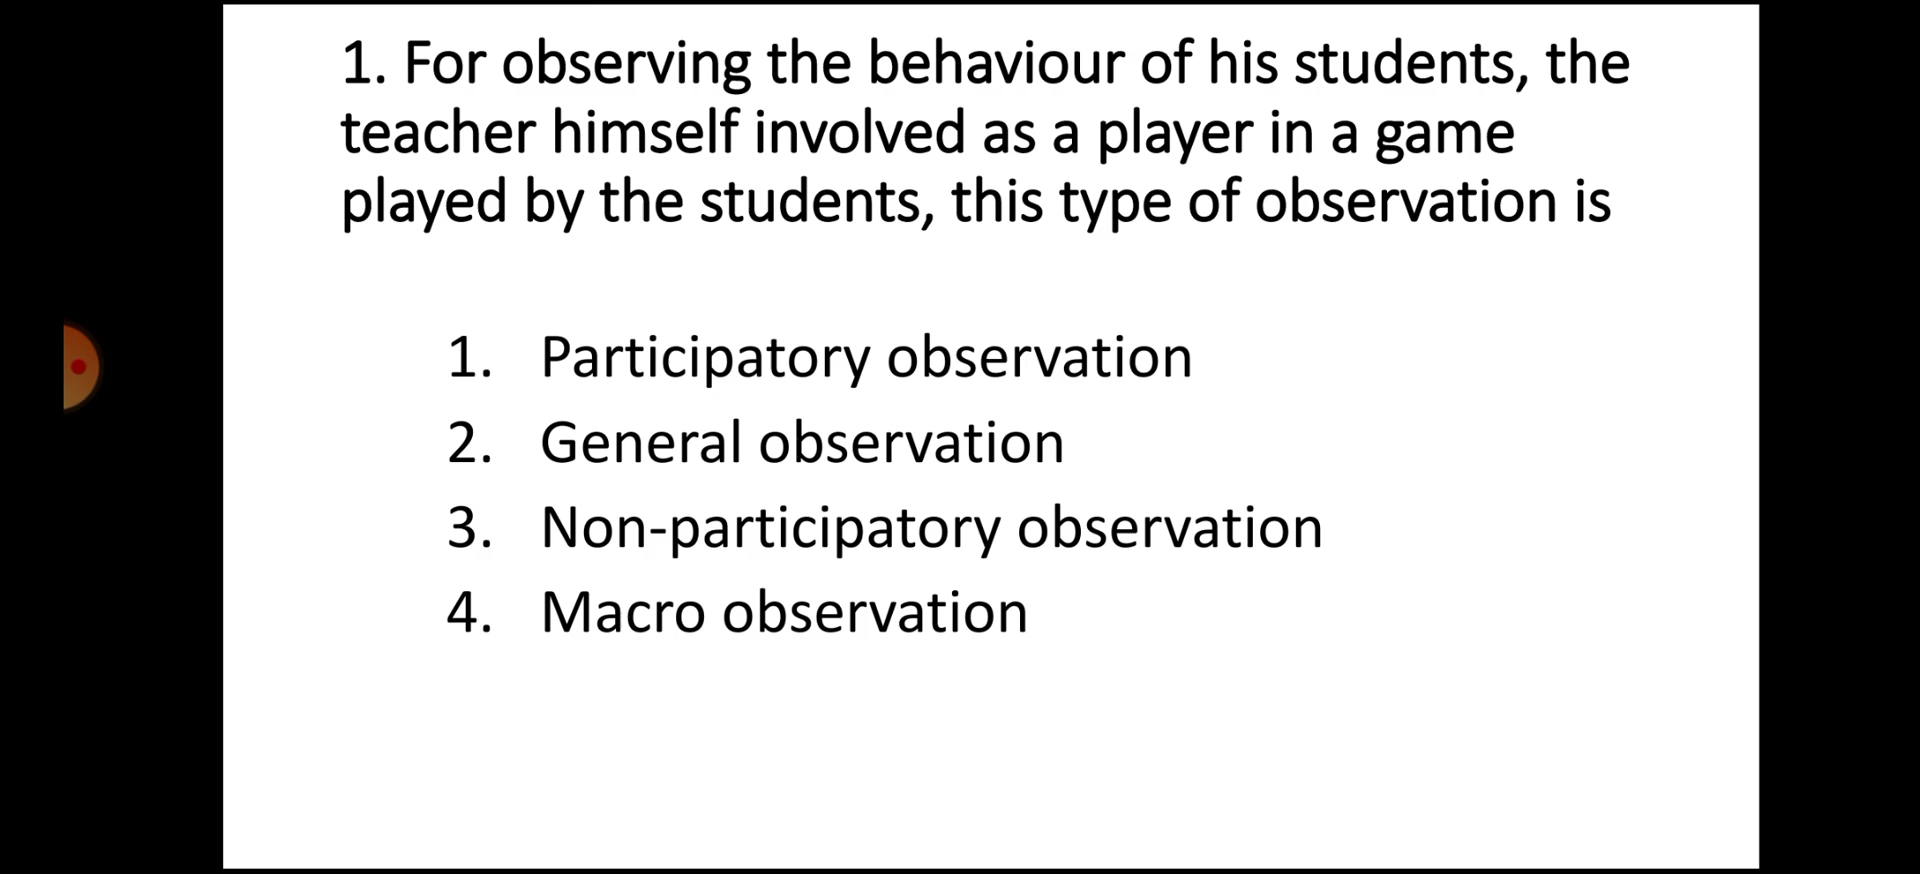 1. For observing the behaviour of his students, the
teacher himself involved as a player in a game
played by the students, this type of observation is
1. Participatory observation
2. General observation
3. Non-participatory observation
4. Macro observation